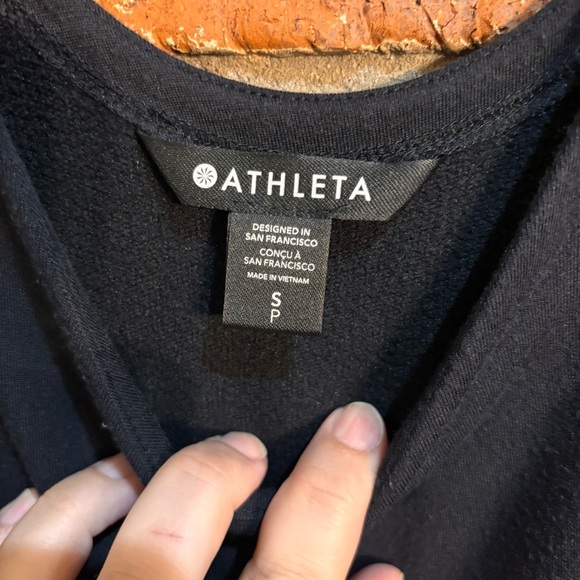 ATHLETA
DESIGNED IN
SAN FRANCISCO
CONÇU À
SAN FRANCISCO
MADE IN VIETNAM
S
P